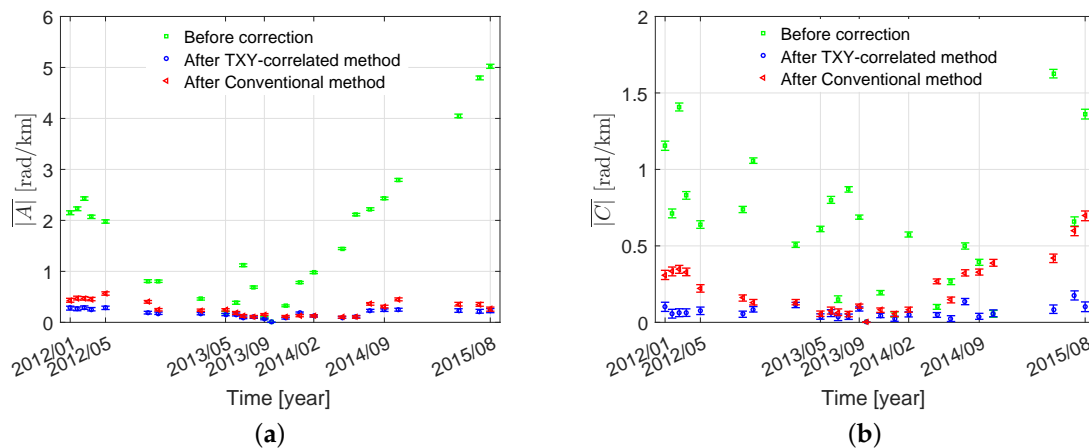 6
5
4
3
2
1
0
|A| [rad/km]
Before correction
After TXY-correlated method
After Conventional method
2012/01
2012/05
2013/05
2013/09
2014/02
2014/09
2015/08
Time [year]
(a)
2
1.5
1
0.5
0
|C| [rad/km]
Before correction
After TXY-correlated method
After Conventional method
2012/01
2012/05
2013/05
2013/09
2014/02
2014/09
2015/08
Time [year]
(b)